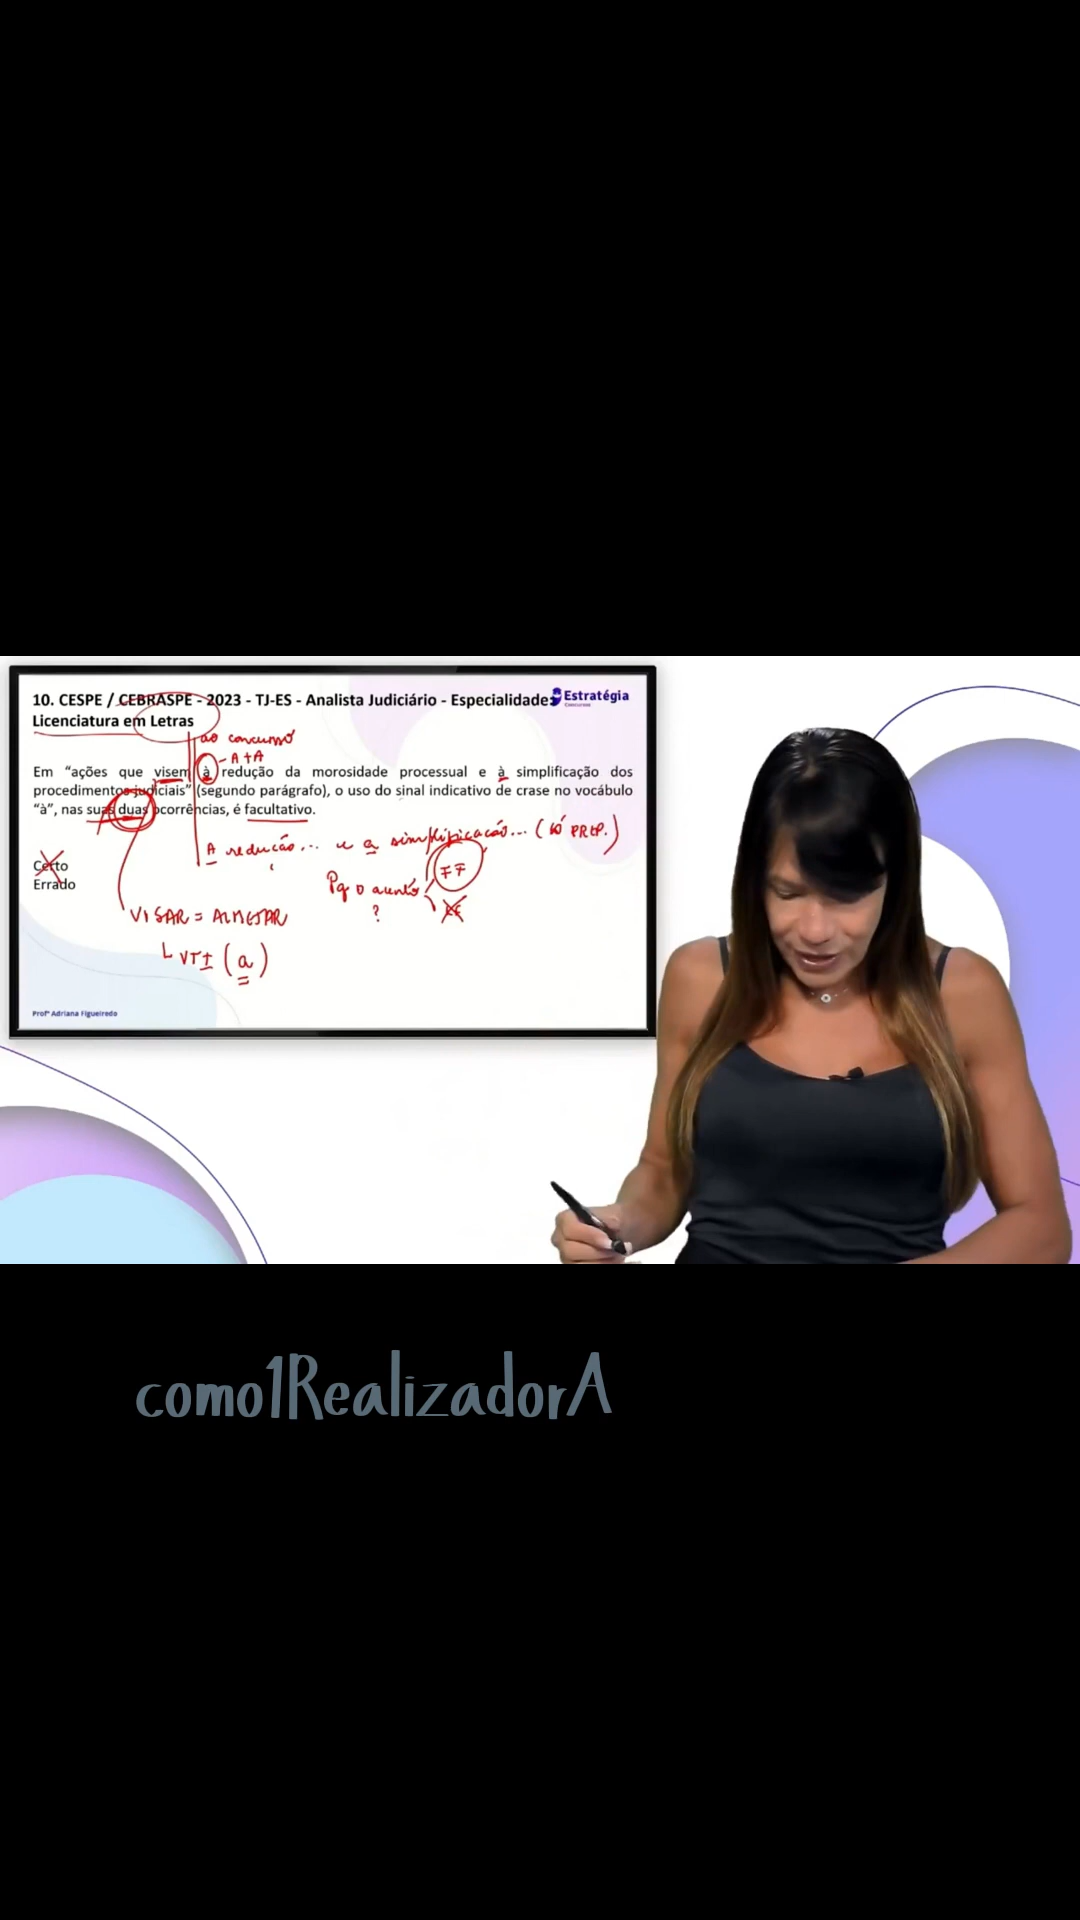 10. CESPE / CEBRASPE - 2023 - TJ-ES - Analista Judiciário - Especialidade
Estratégia
Concursos
Licenciatura em Letras
ao concurso
- A + A
Em “ações que visem à redução da morosidade processual e à simplificação dos
procedimentos judiciais” (segundo parágrafo), o uso do sinal indicativo de crase no vocábulo
“à”, nas suas duas ocorrências, é facultativo.
A redução... e a simplificação... (só PREP.)
Certo
Errado
FF
Pq o acento
?
VISAR = ALMEJAR
VTI (a)
Profª Adriana Figueiredo
como1RealizadorA